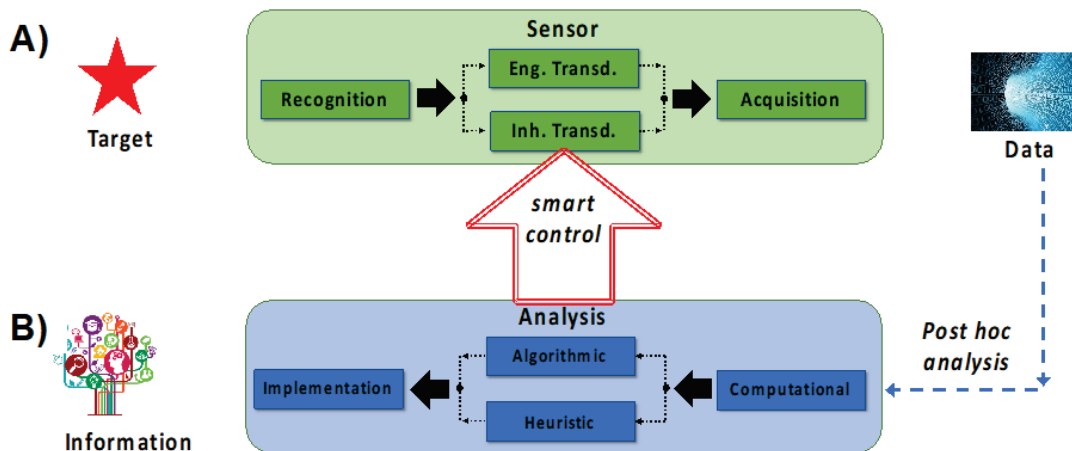 A)
Target
Sensor
Recognition
Eng. Transd.
Inh. Transd.
Acquisition
Data
smart
control
Post hoc
analysis
B)
Information
Analysis
Implementation
Algorithmic
Heuristic
Computational